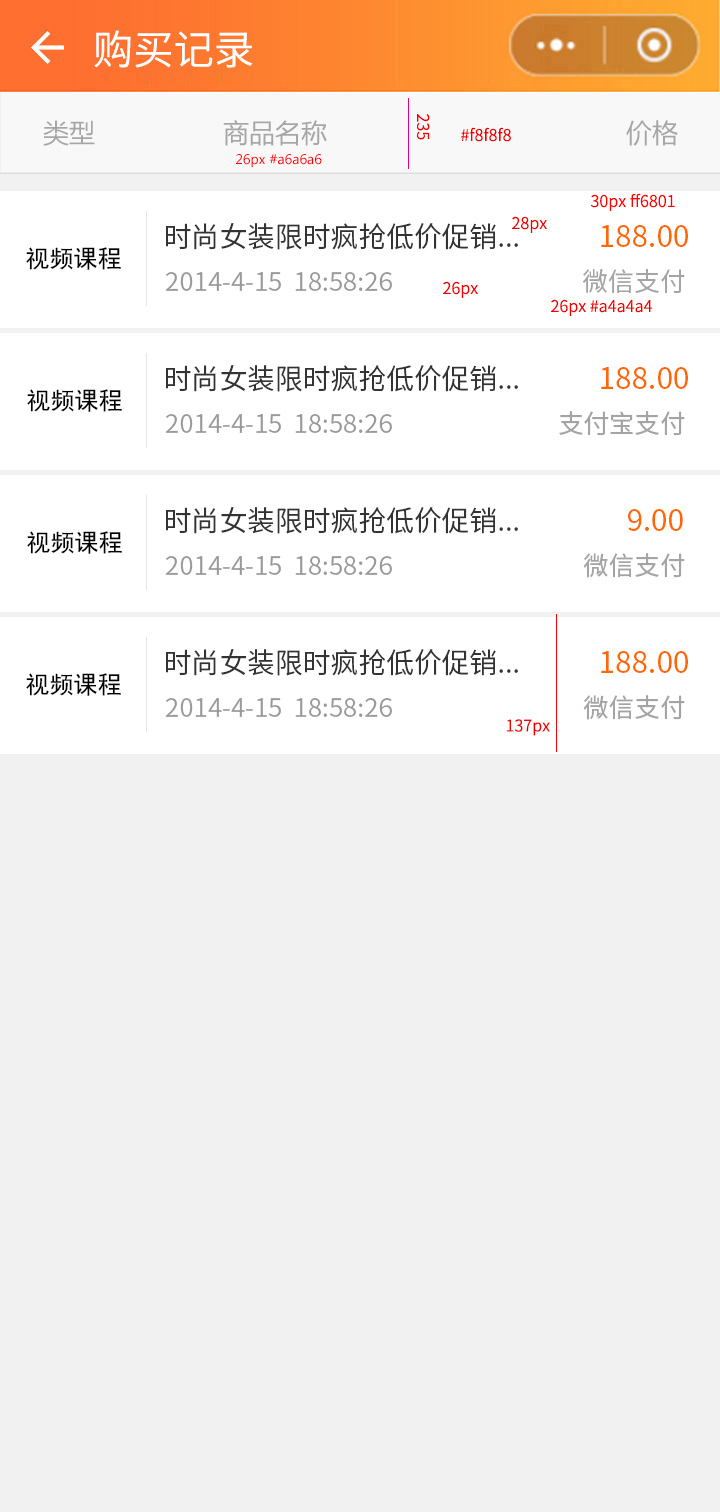 购买记录
类型 商品名称 235 #f8f8f8 价格
26px #a6a6a6
30px ff6801
时尚女装限时疯抢低价促销... 28px 188.00
视频课程
2014-4-15 18:58:26 26px 微信支付
26px #a4a4a4
时尚女装限时疯抢低价促销... 188.00
视频课程
2014-4-15 18:58:26 支付宝支付
时尚女装限时疯抢低价促销... 9.00
视频课程
2014-4-15 18:58:26 微信支付
时尚女装限时疯抢低价促销... 188.00
视频课程
2014-4-15 18:58:26 微信支付
137px